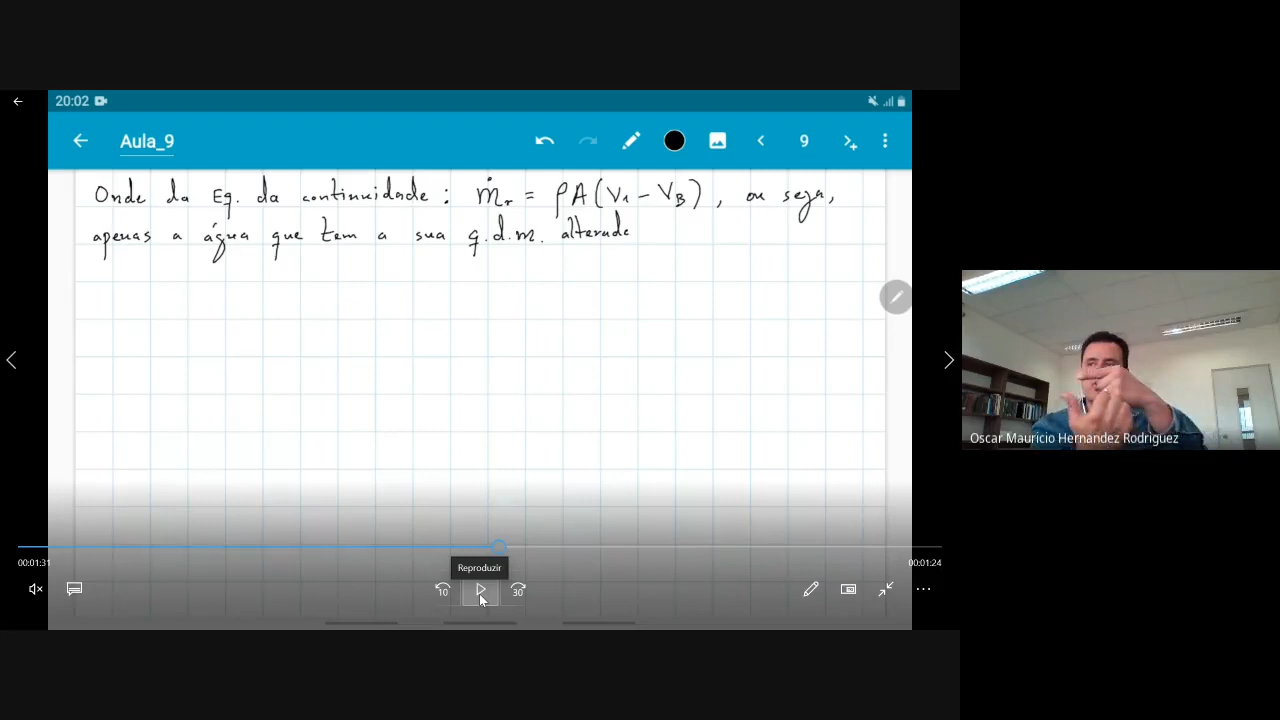 20:02
Aula_9
9
Onde da Eq. da continuidade: ṁᵣ = ρA(V₁ − V_B), ou seja,
apenas a água que tem a sua q.d.m. alterada
Oscar Mauricio Hernandez Rodriguez
00:01:31
00:01:24
Reproduzir
10
30